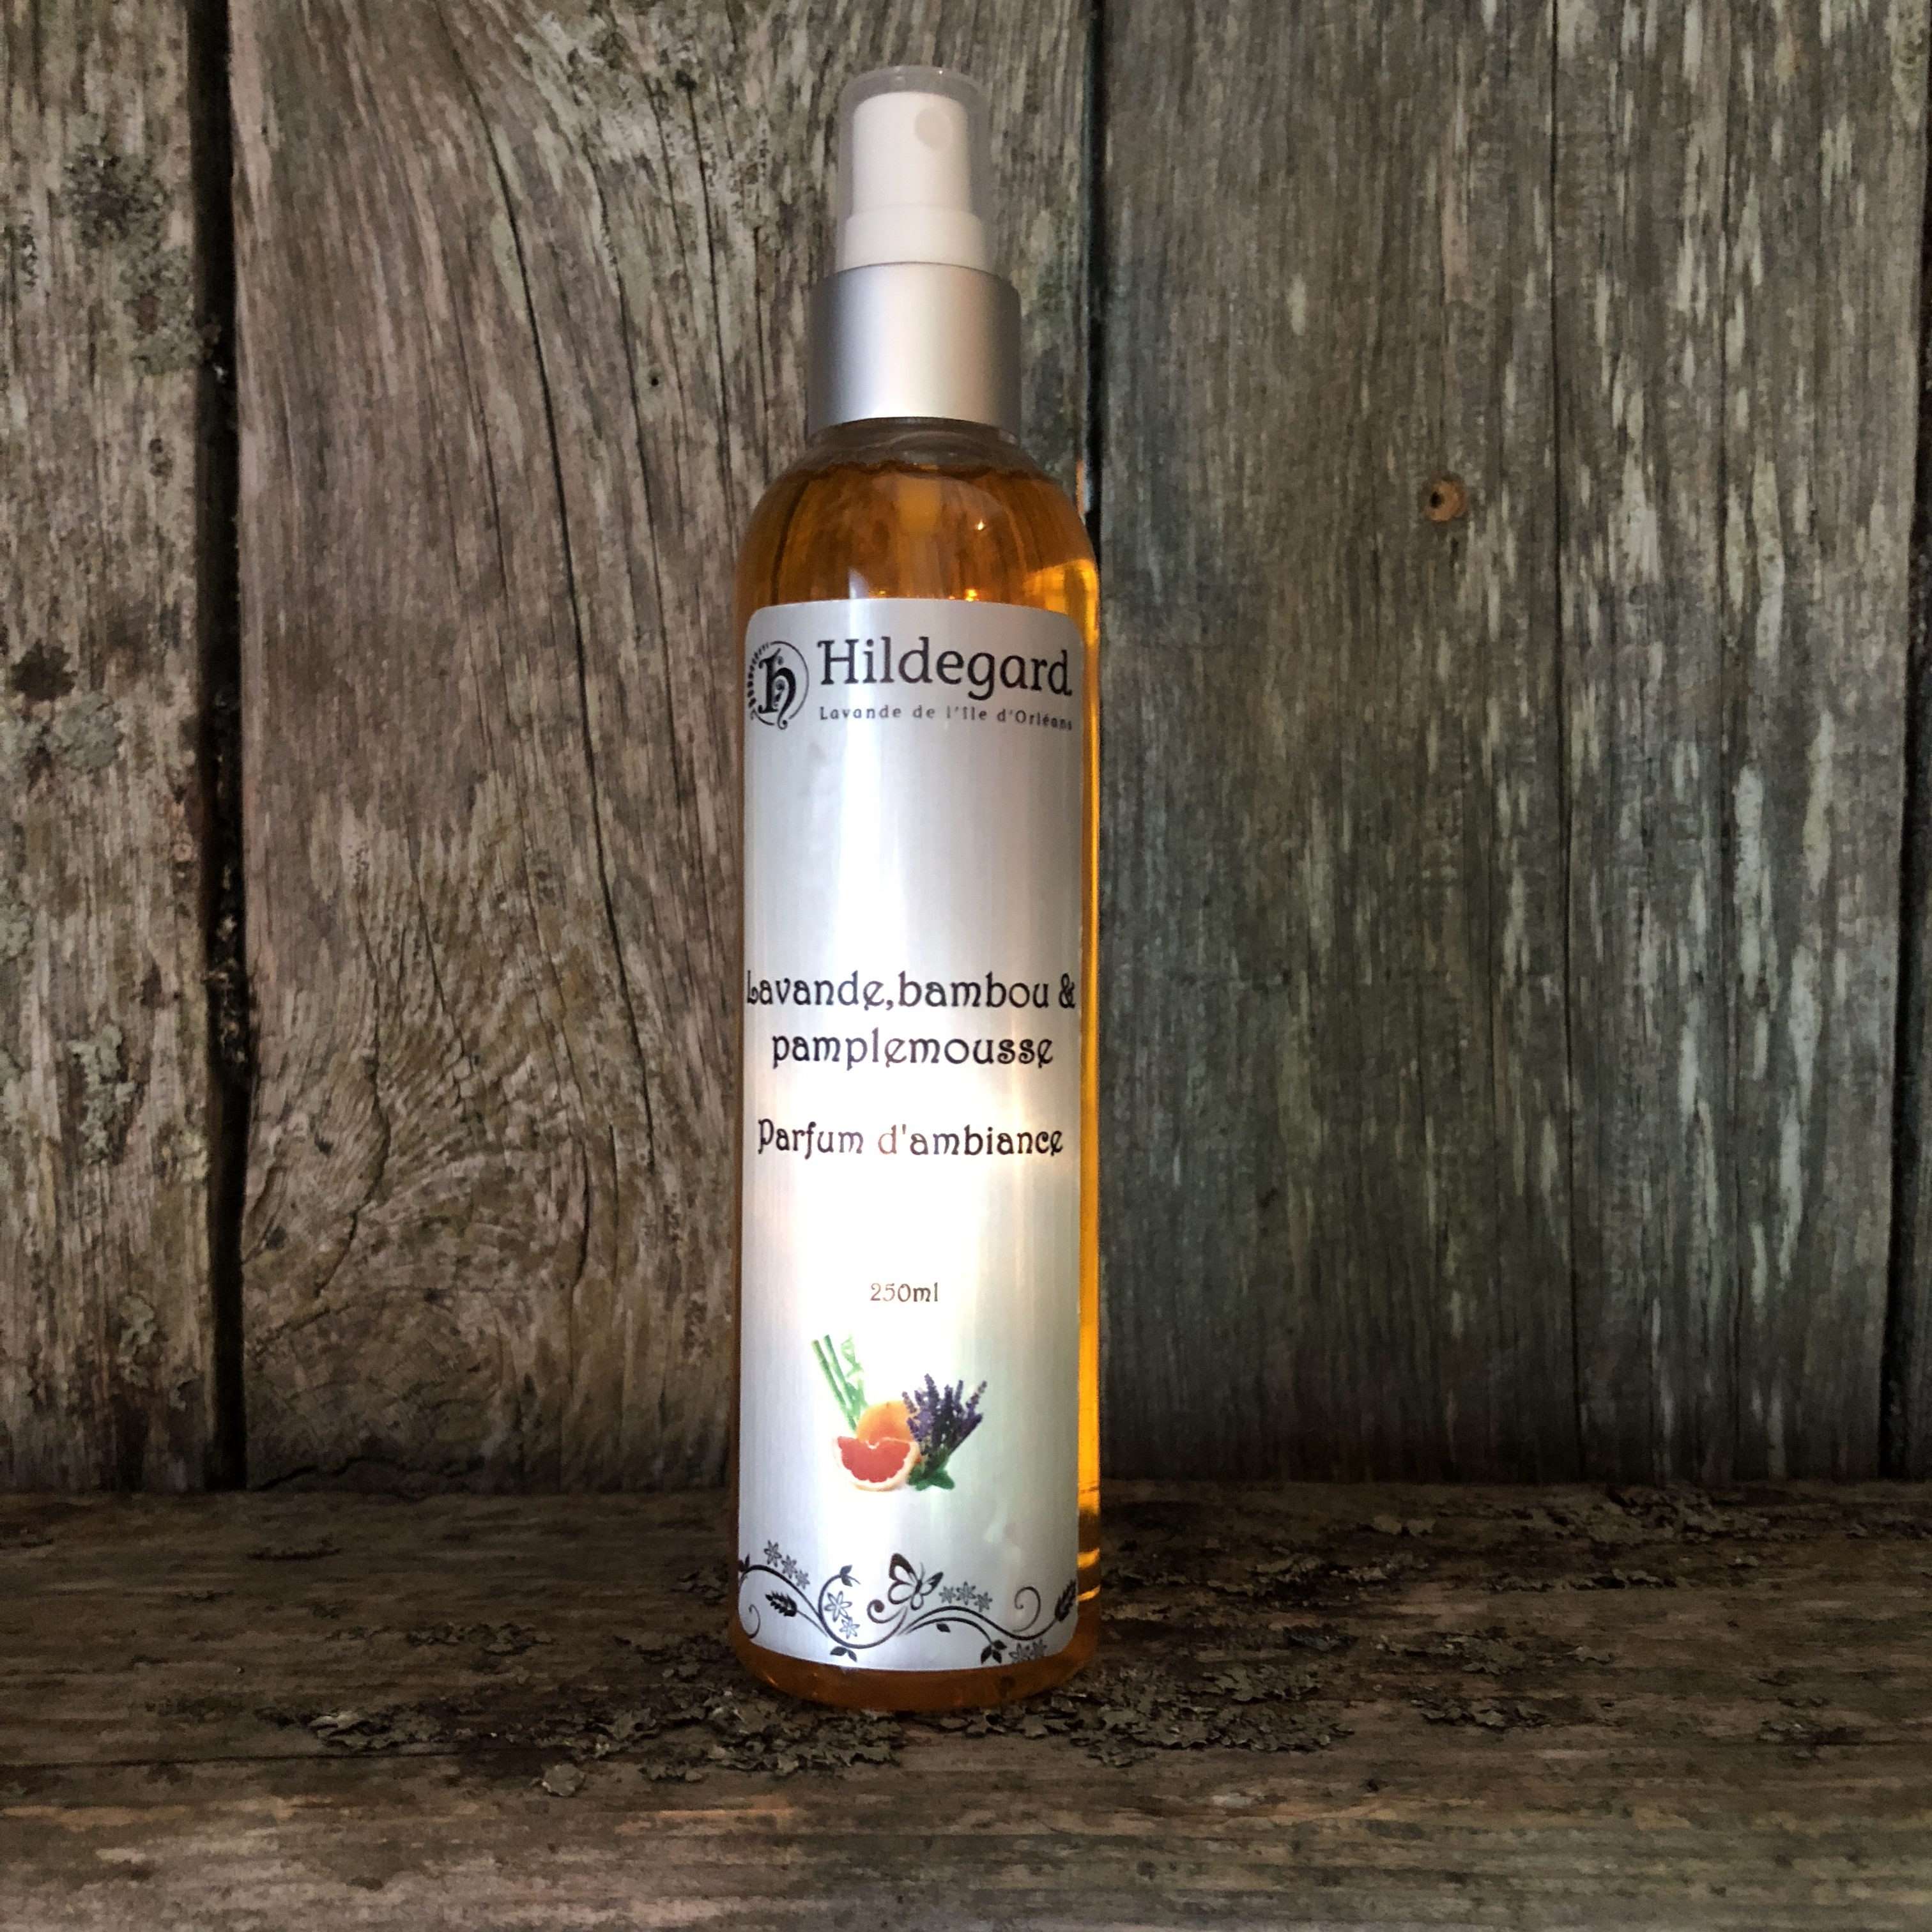 h Hildegard
Lavande de l'île d'Orléans
Lavande,bambou &
pamplemousse
Parfum d'ambiance
250ml